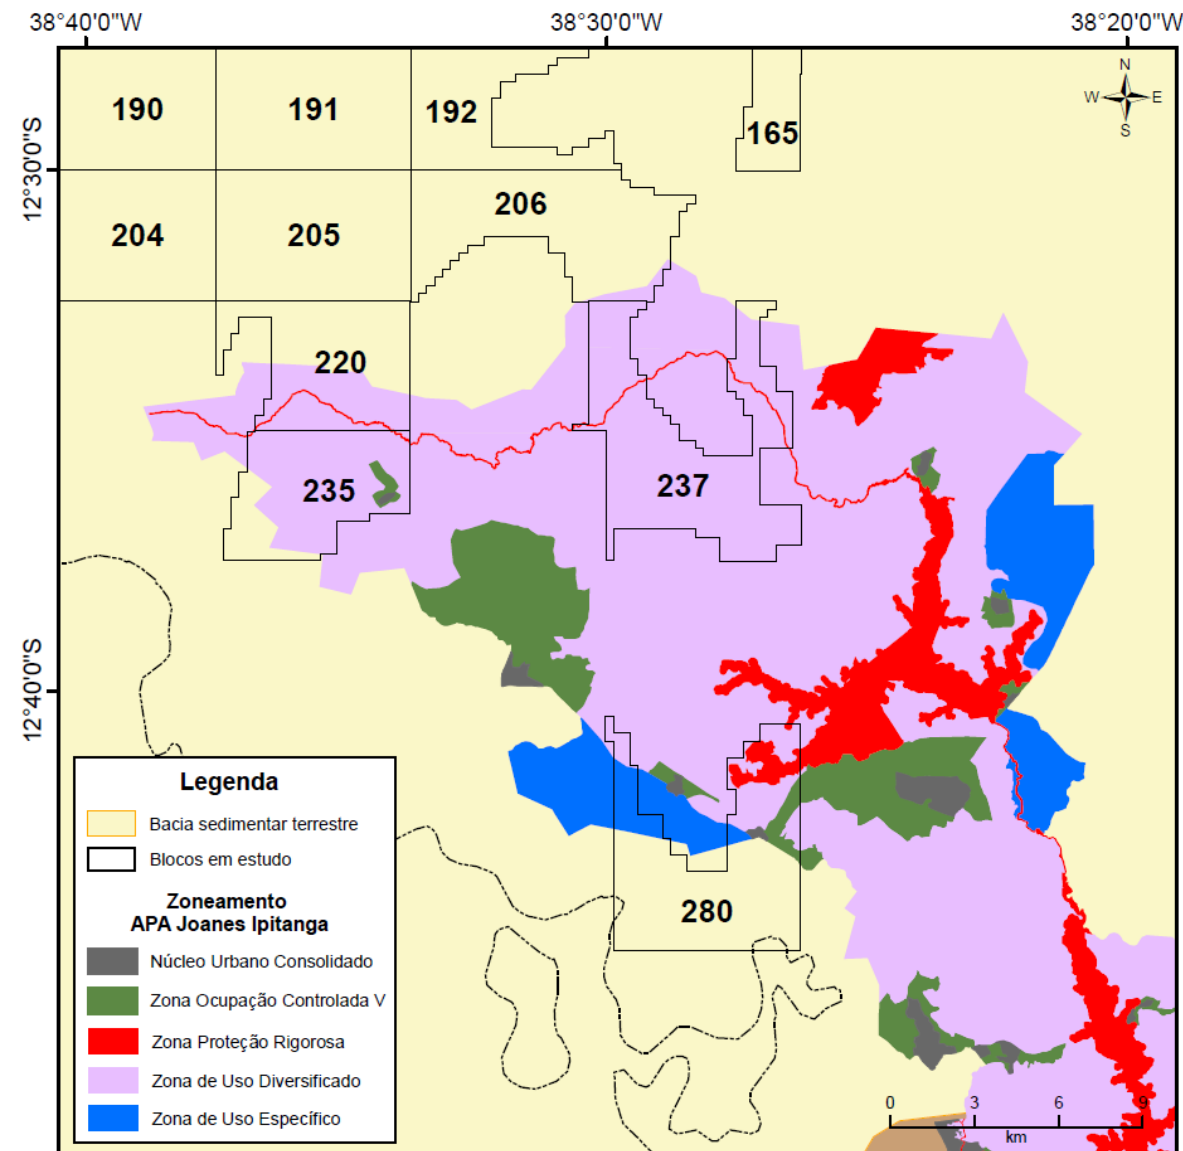 38°40'0"W
38°30'0"W
38°20'0"W
12°30'0"S
12°40'0"S
N
W E
S
190
191
192
165
204
205
206
220
235
237
280
Legenda
Bacia sedimentar terrestre
Blocos em estudo
Zoneamento
APA Joanes Ipitanga
Núcleo Urbano Consolidado
Zona Ocupação Controlada V
Zona Proteção Rigorosa
Zona de Uso Diversificado
Zona de Uso Específico
0 3 6 9
km